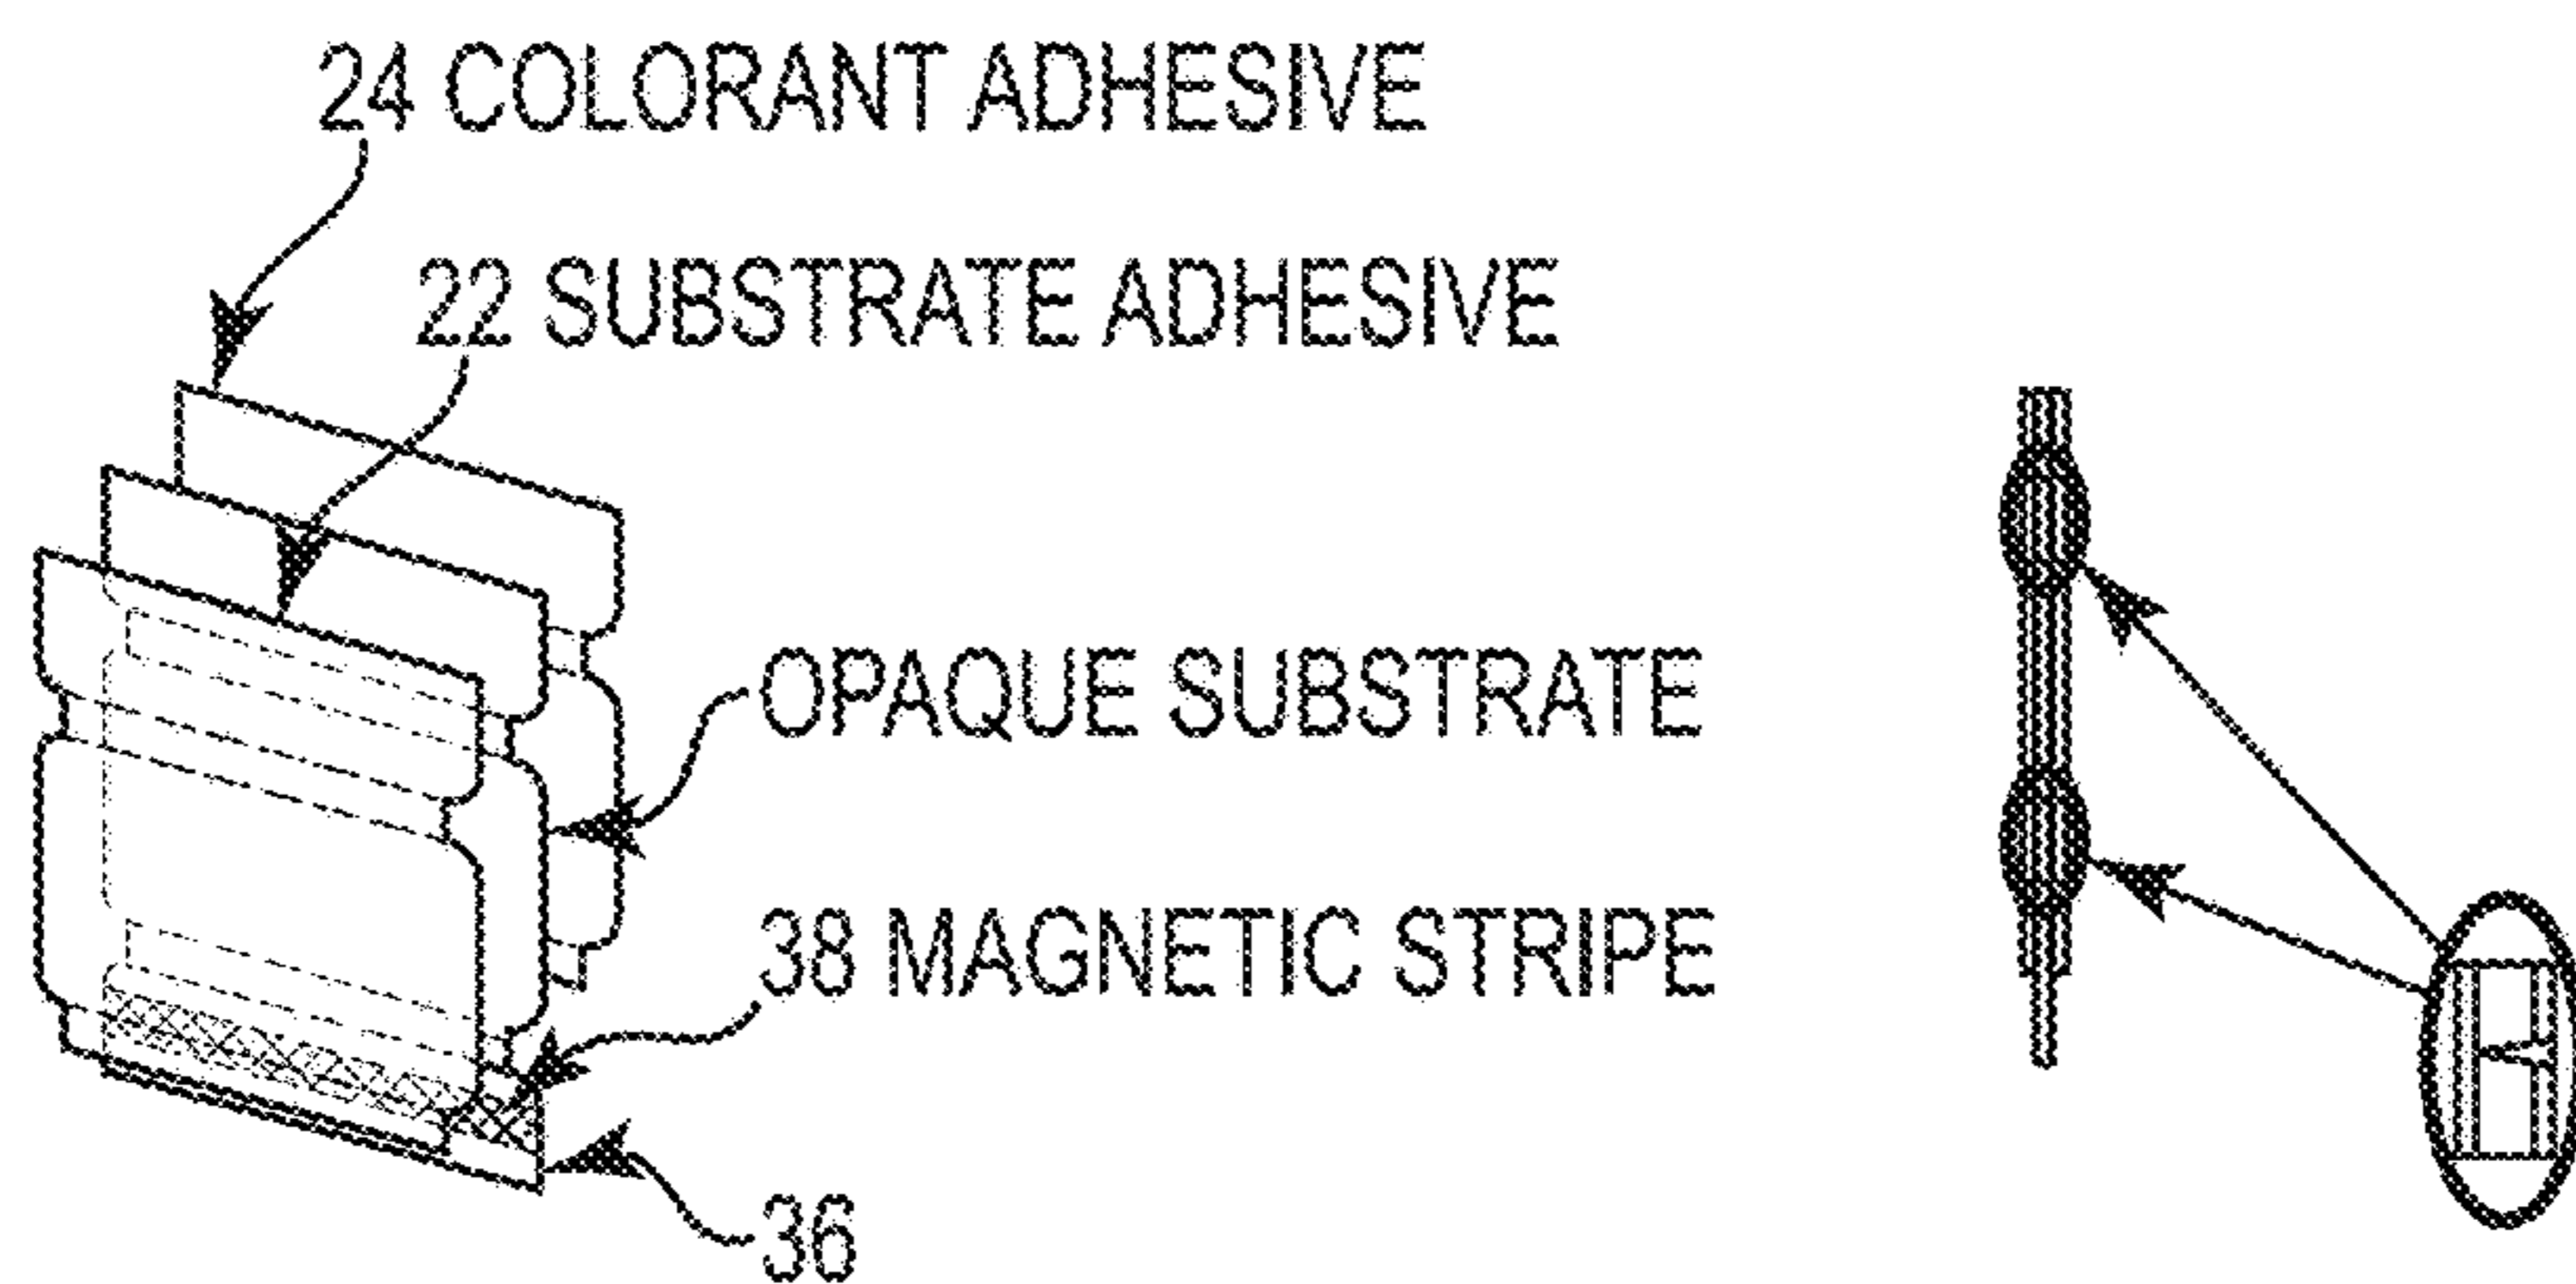 24 COLORANT ADHESIVE
22 SUBSTRATE ADHESIVE
OPAQUE SUBSTRATE
38 MAGNETIC STRIPE
36